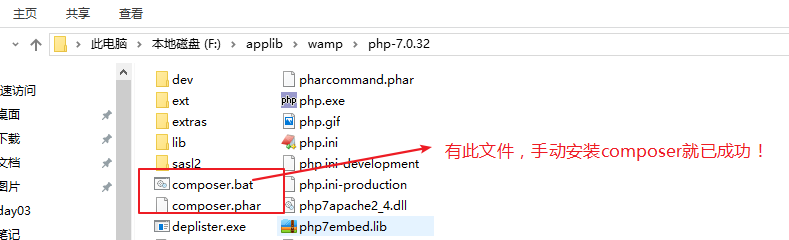 主页 共享 查看
此电脑 › 本地磁盘 (F:) › applib › wamp › php-7.0.32
速访问
桌面
下载
文档
图片
day03
笔记
dev
ext
extras
lib
sasl2
composer.bat
composer.phar
deplister.exe
pharcommand.phar
php.exe
php.gif
php.ini
php.ini-development
php.ini-production
php7apache2_4.dll
php7embed.lib
有此文件，手动安装composer就已成功！